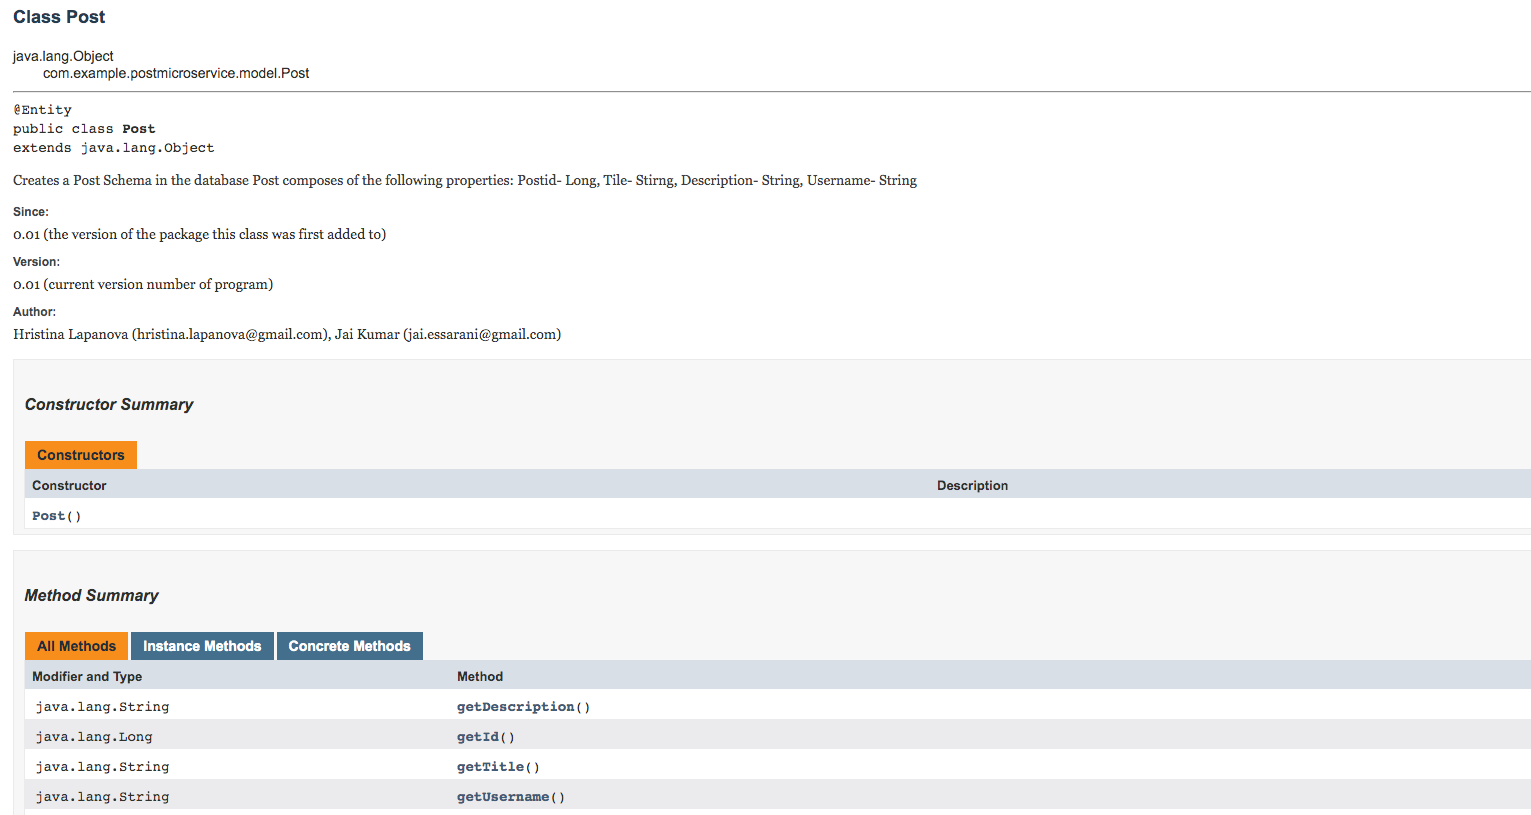 Class Post
java.lang.Object
com.example.postmicroservice.model.Post
@Entity
public class Post
extends java.lang.Object
Creates a Post Schema in the database Post composes of the following properties: Postid- Long, Tile- Stirng, Description- String, Username- String
Since:
0.01 (the version of the package this class was first added to)
Version:
0.01 (current version number of program)
Author:
Hristina Lapanova (hristina.lapanova@gmail.com), Jai Kumar (jai.essarani@gmail.com)
Constructor Summary
Constructors
Constructor Description
Post()
Method Summary
All Methods Instance Methods Concrete Methods
Modifier and Type Method
java.lang.String getDescription()
java.lang.Long getId()
java.lang.String getTitle()
java.lang.String getUsername()